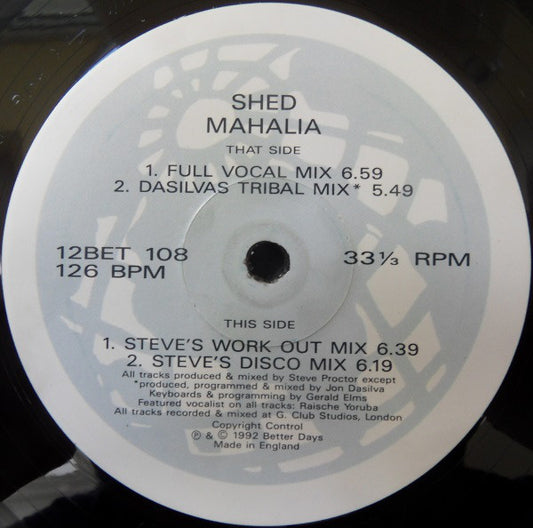 SHED
MAHALIA
THAT SIDE
1. FULL VOCAL MIX 6.59
2. DASILVAS TRIBAL MIX* 5.49
12BET 108
126 BPM
33⅓ RPM
THIS SIDE
1. STEVE'S WORK OUT MIX 6.39
2. STEVE'S DISCO MIX 6.19
All tracks produced & mixed by Steve Proctor except
*produced, programmed & mixed by Jon Dasilva
Keyboards & programming by Gerald Elms
Featured vocalist on all tracks: Raische Yoruba
All tracks recorded & mixed at G. Club Studios, London
Copyright Control
℗ & © 1992 Better Days
Made in England